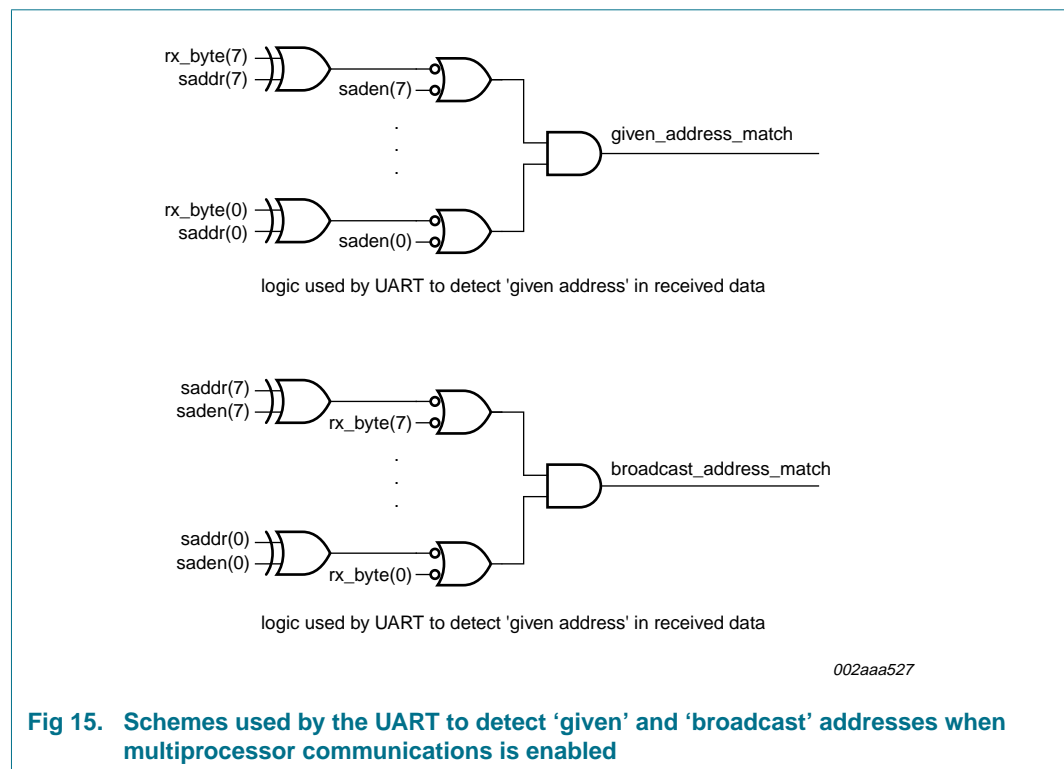 rx_byte(7)
saddr(7)
saden(7)
.
.
.
given_address_match
rx_byte(0)
saddr(0)
saden(0)
logic used by UART to detect 'given address' in received data
saddr(7)
saden(7)
rx_byte(7)
.
.
.
broadcast_address_match
saddr(0)
saden(0)
rx_byte(0)
logic used by UART to detect 'given address' in received data
002aaa527
Fig 15. Schemes used by the UART to detect ‘given’ and ‘broadcast’ addresses when
multiprocessor communications is enabled